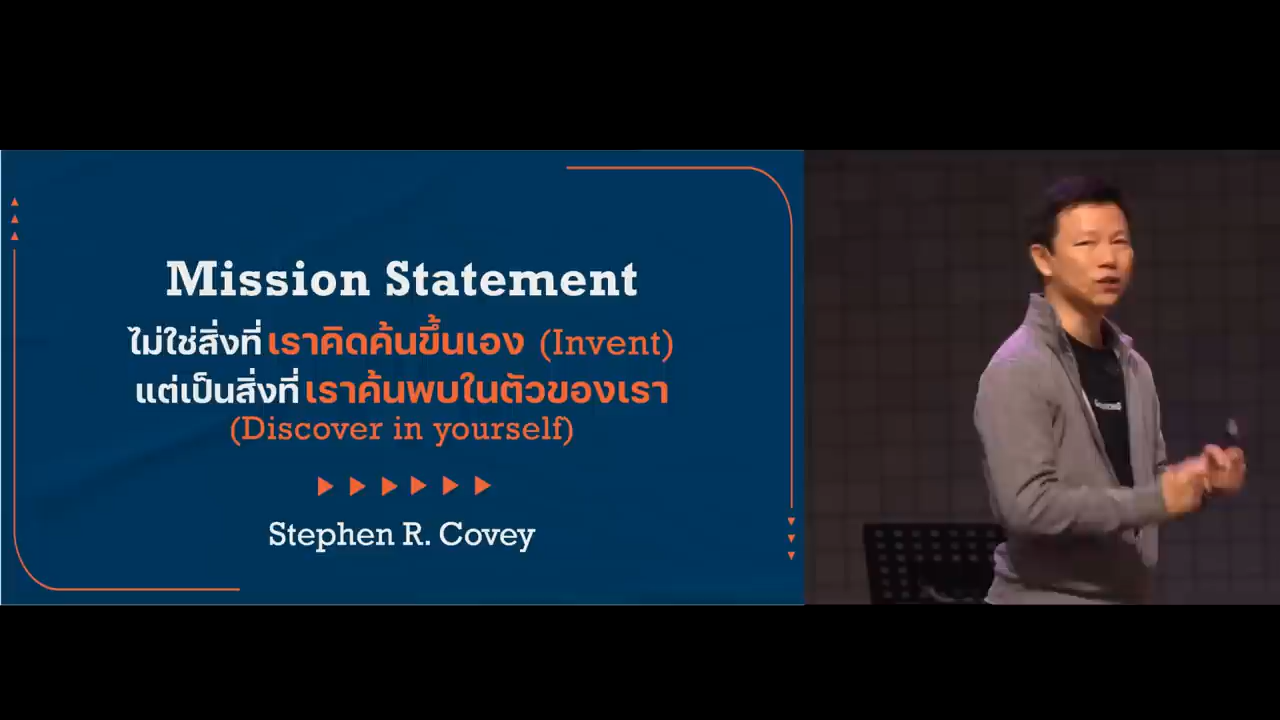 Mission Statement
ไม่ใช่สิ่งที่เราคิดค้นขึ้นเอง (Invent)
แต่เป็นสิ่งที่เราค้นพบในตัวของเรา
(Discover in yourself)
Stephen R. Covey